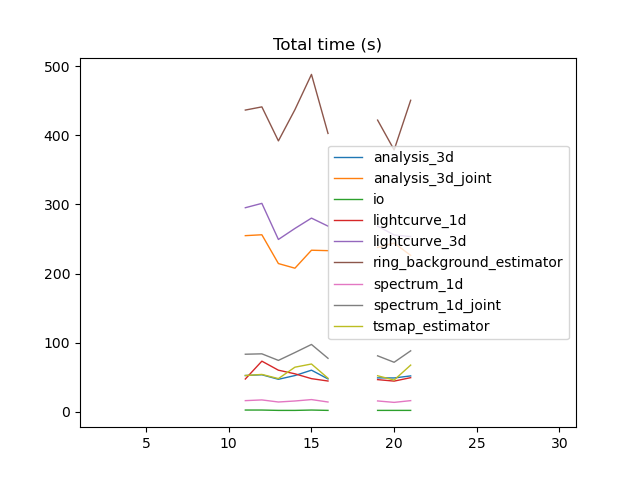 Total time (s)
500
400
300
200
100
0
analysis_3d
analysis_3d_joint
io
lightcurve_1d
lightcurve_3d
ring_background_estimator
spectrum_1d
spectrum_1d_joint
tsmap_estimator
5 10 15 20 25 30